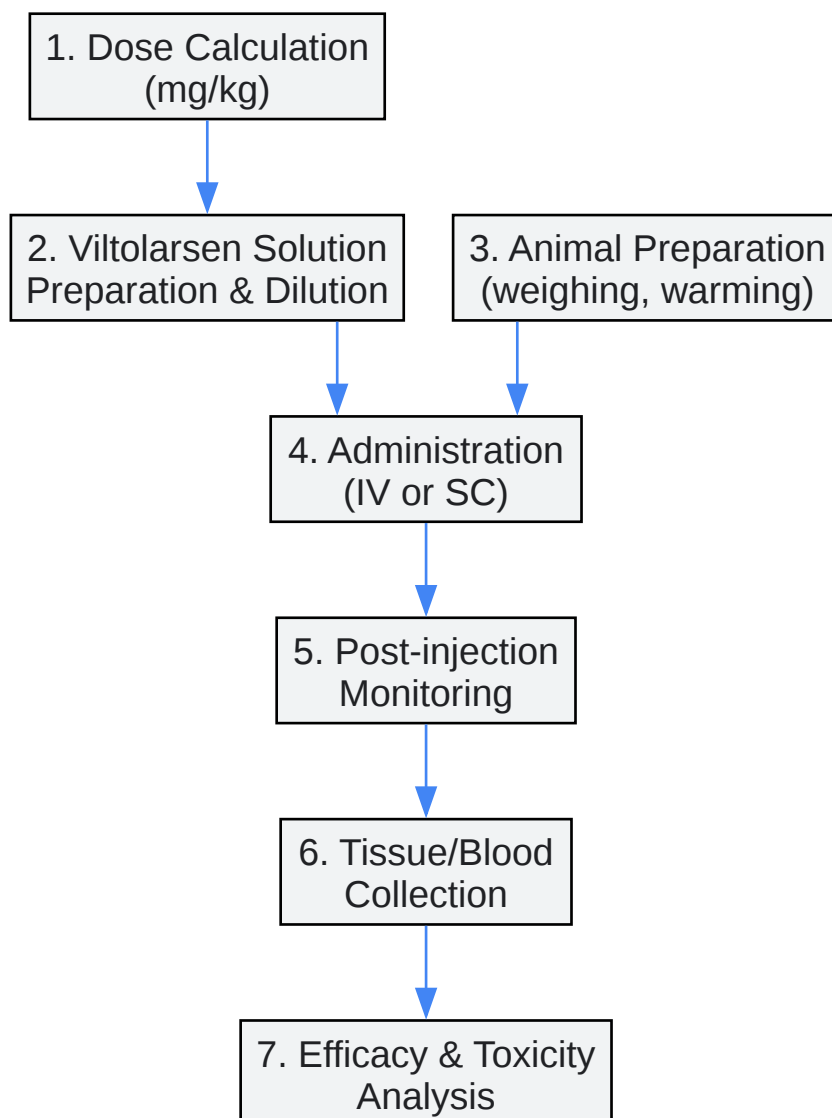 1. Dose Calculation
(mg/kg)
2. Viltolarsen Solution
Preparation & Dilution
3. Animal Preparation
(weighing, warming)
4. Administration
(IV or SC)
5. Post-injection
Monitoring
6. Tissue/Blood
Collection
7. Efficacy & Toxicity
Analysis